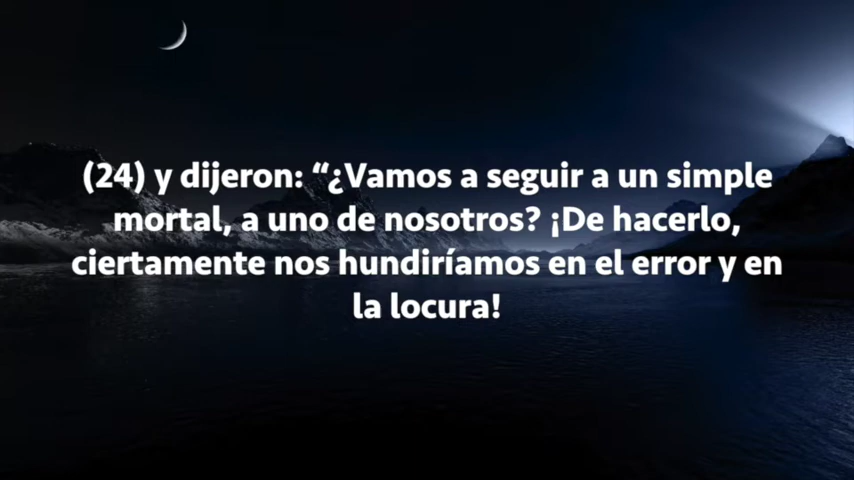 (24) y dijeron: “¿Vamos a seguir a un simple
mortal, a uno de nosotros? ¡De hacerlo,
ciertamente nos hundiríamos en el error y en
la locura!